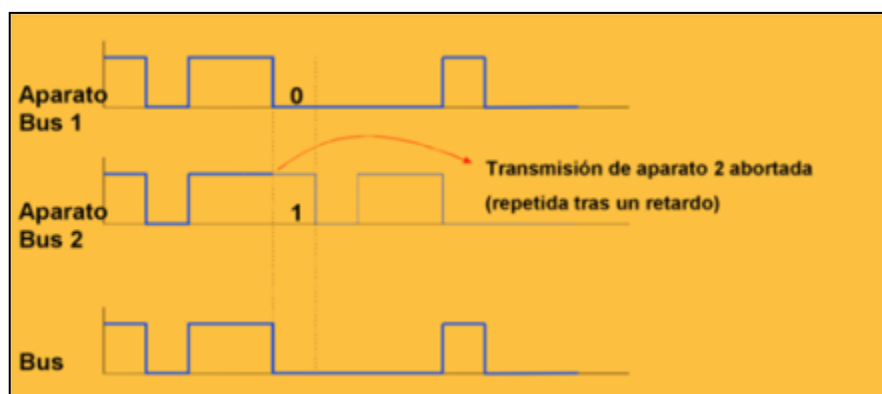 Aparato
Bus 1
0
Aparato
Bus 2
1
Transmisión de aparato 2 abortada
(repetida tras un retardo)
Bus